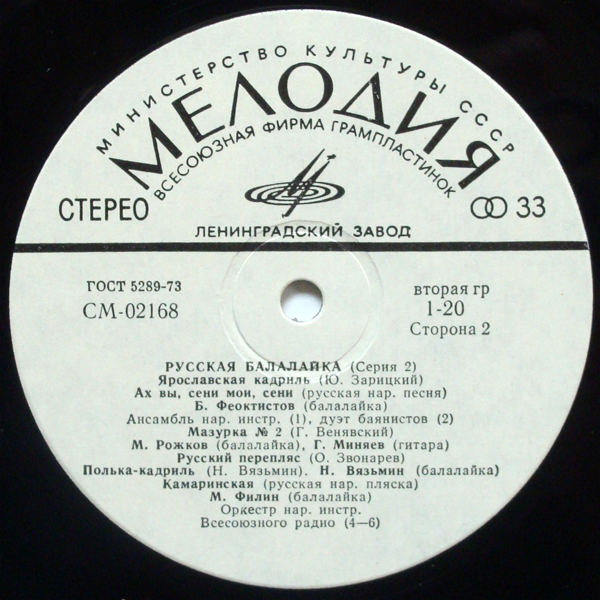 МИНИСТЕРСТВО КУЛЬТУРЫ СССР
МЕЛОДИЯ
ВСЕСОЮЗНАЯ ФИРМА ГРАМПЛАСТИНОК
СТЕРЕО
33
ЛЕНИНГРАДСКИЙ ЗАВОД
ГОСТ 5289-73
СМ-02168
вторая гр
1-20
Сторона 2
РУССКАЯ БАЛАЛАЙКА (Серия 2)
Ярославская кадриль (Ю. Зарицкий)
Ах вы, сени мои, сени (русская нар. песня)
Б. Феоктистов (балалайка)
Ансамбль нар. инстр. (1), дуэт баянистов (2)
Мазурка № 2 (Г. Венявский)
М. Рожков (балалайка), Г. Миняев (гитара)
Русский перепляс (О. Звонарев)
Полька-кадриль (Н. Вязьмин). Н. Вязьмин (балалайка)
Камаринская (русская нар. пляска)
М. Филин (балалайка)
Оркестр нар. инстр.
Всесоюзного радио (4—6)